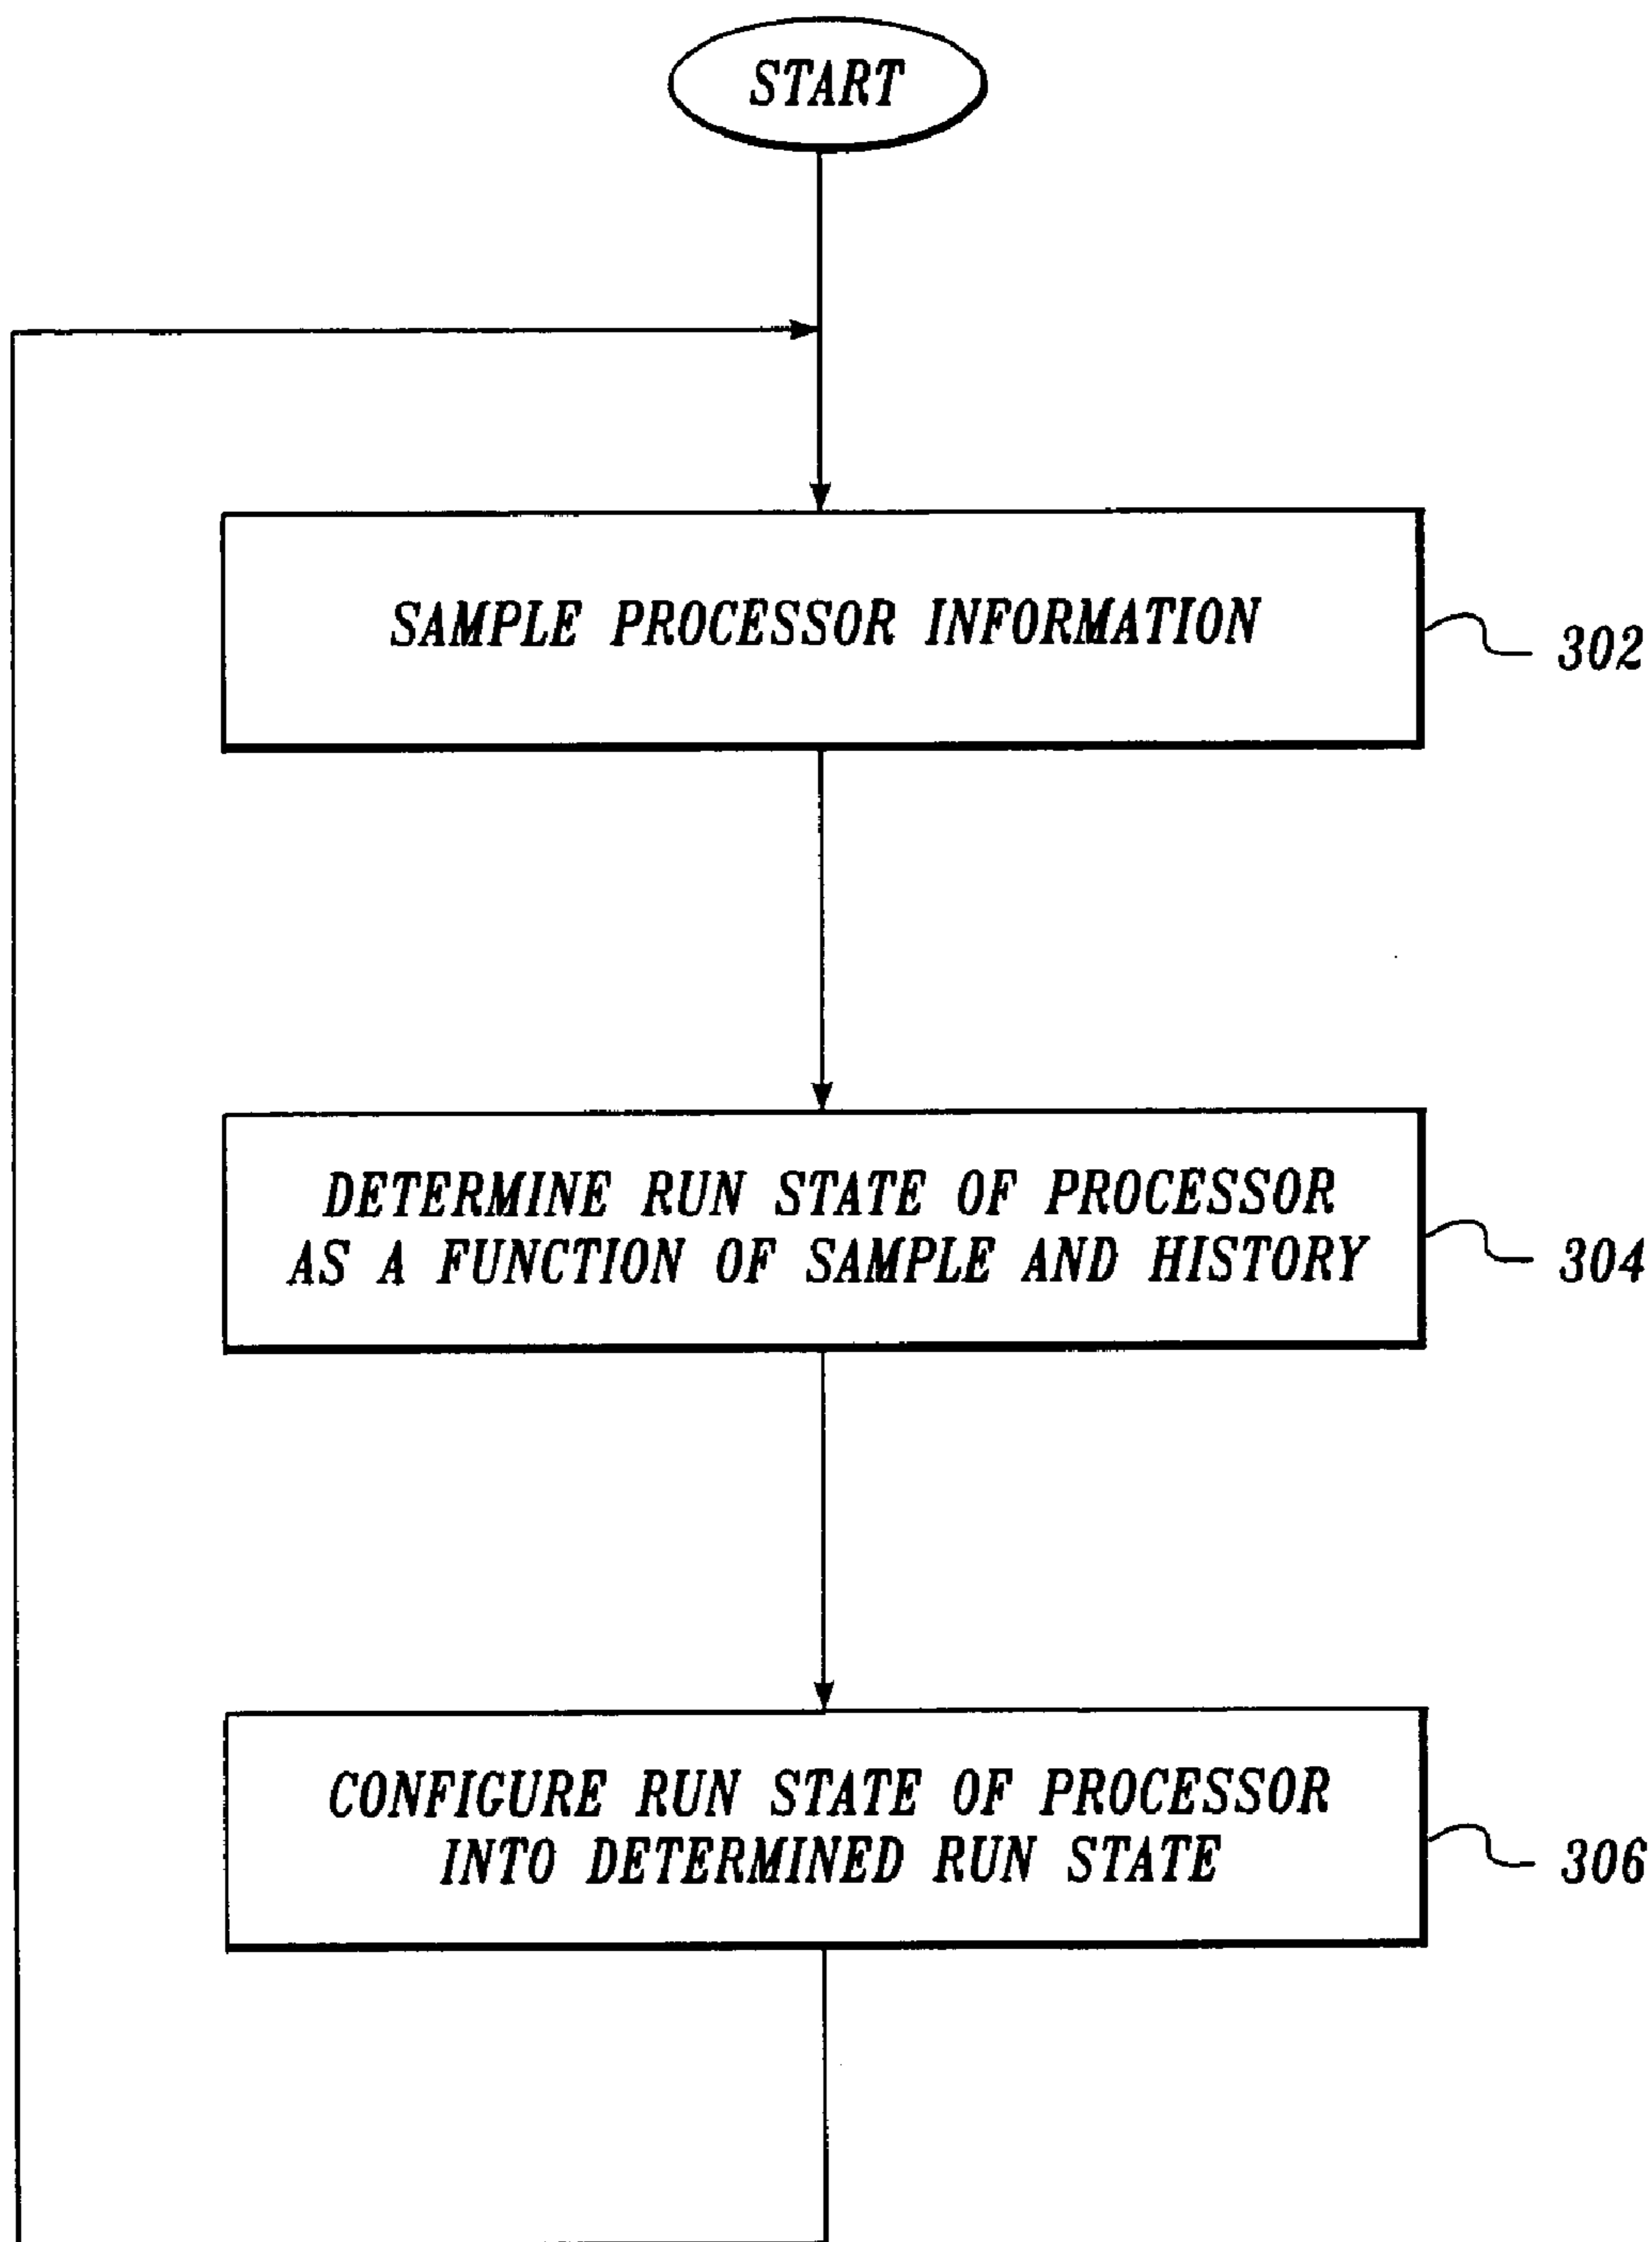 START
SAMPLE PROCESSOR INFORMATION
302
DETERMINE RUN STATE OF PROCESSOR
AS A FUNCTION OF SAMPLE AND HISTORY
304
CONFIGURE RUN STATE OF PROCESSOR
INTO DETERMINED RUN STATE
306